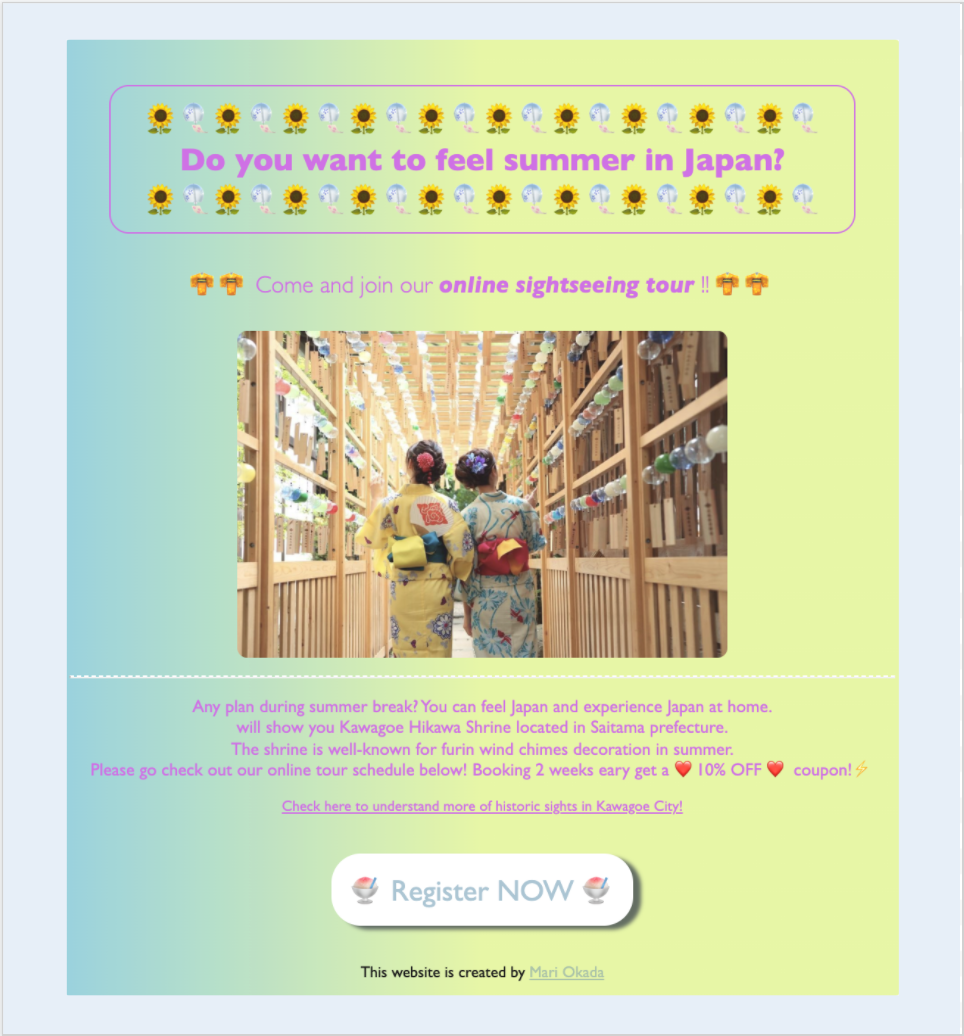 Do you want to feel summer in Japan?
Come and join our online sightseeing tour !!
Any plan during summer break? You can feel Japan and experience Japan at home.
will show you Kawagoe Hikawa Shrine located in Saitama prefecture.
The shrine is well-known for furin wind chimes decoration in summer.
Please go check out our online tour schedule below! Booking 2 weeks eary get a ❤️ 10% OFF ❤️ coupon!⚡
Check here to understand more of historic sights in Kawagoe City!
🍧 Register NOW 🍧
This website is created by Mari Okada